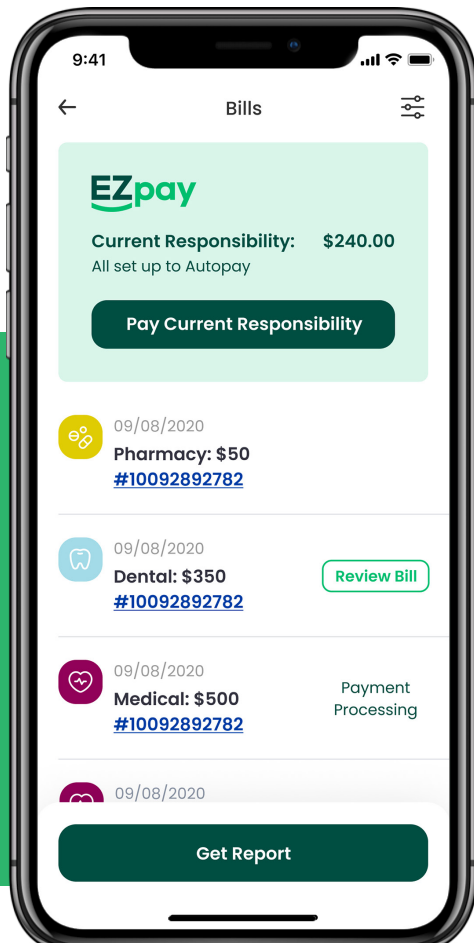 9:41
Bills
EZpay
Current Responsibility: $240.00
All set up to Autopay
Pay Current Responsibility
09/08/2020
Pharmacy: $50
#10092892782
09/08/2020
Dental: $350
#10092892782
Review Bill
09/08/2020
Medical: $500
#10092892782
Payment
Processing
09/08/2020
Get Report